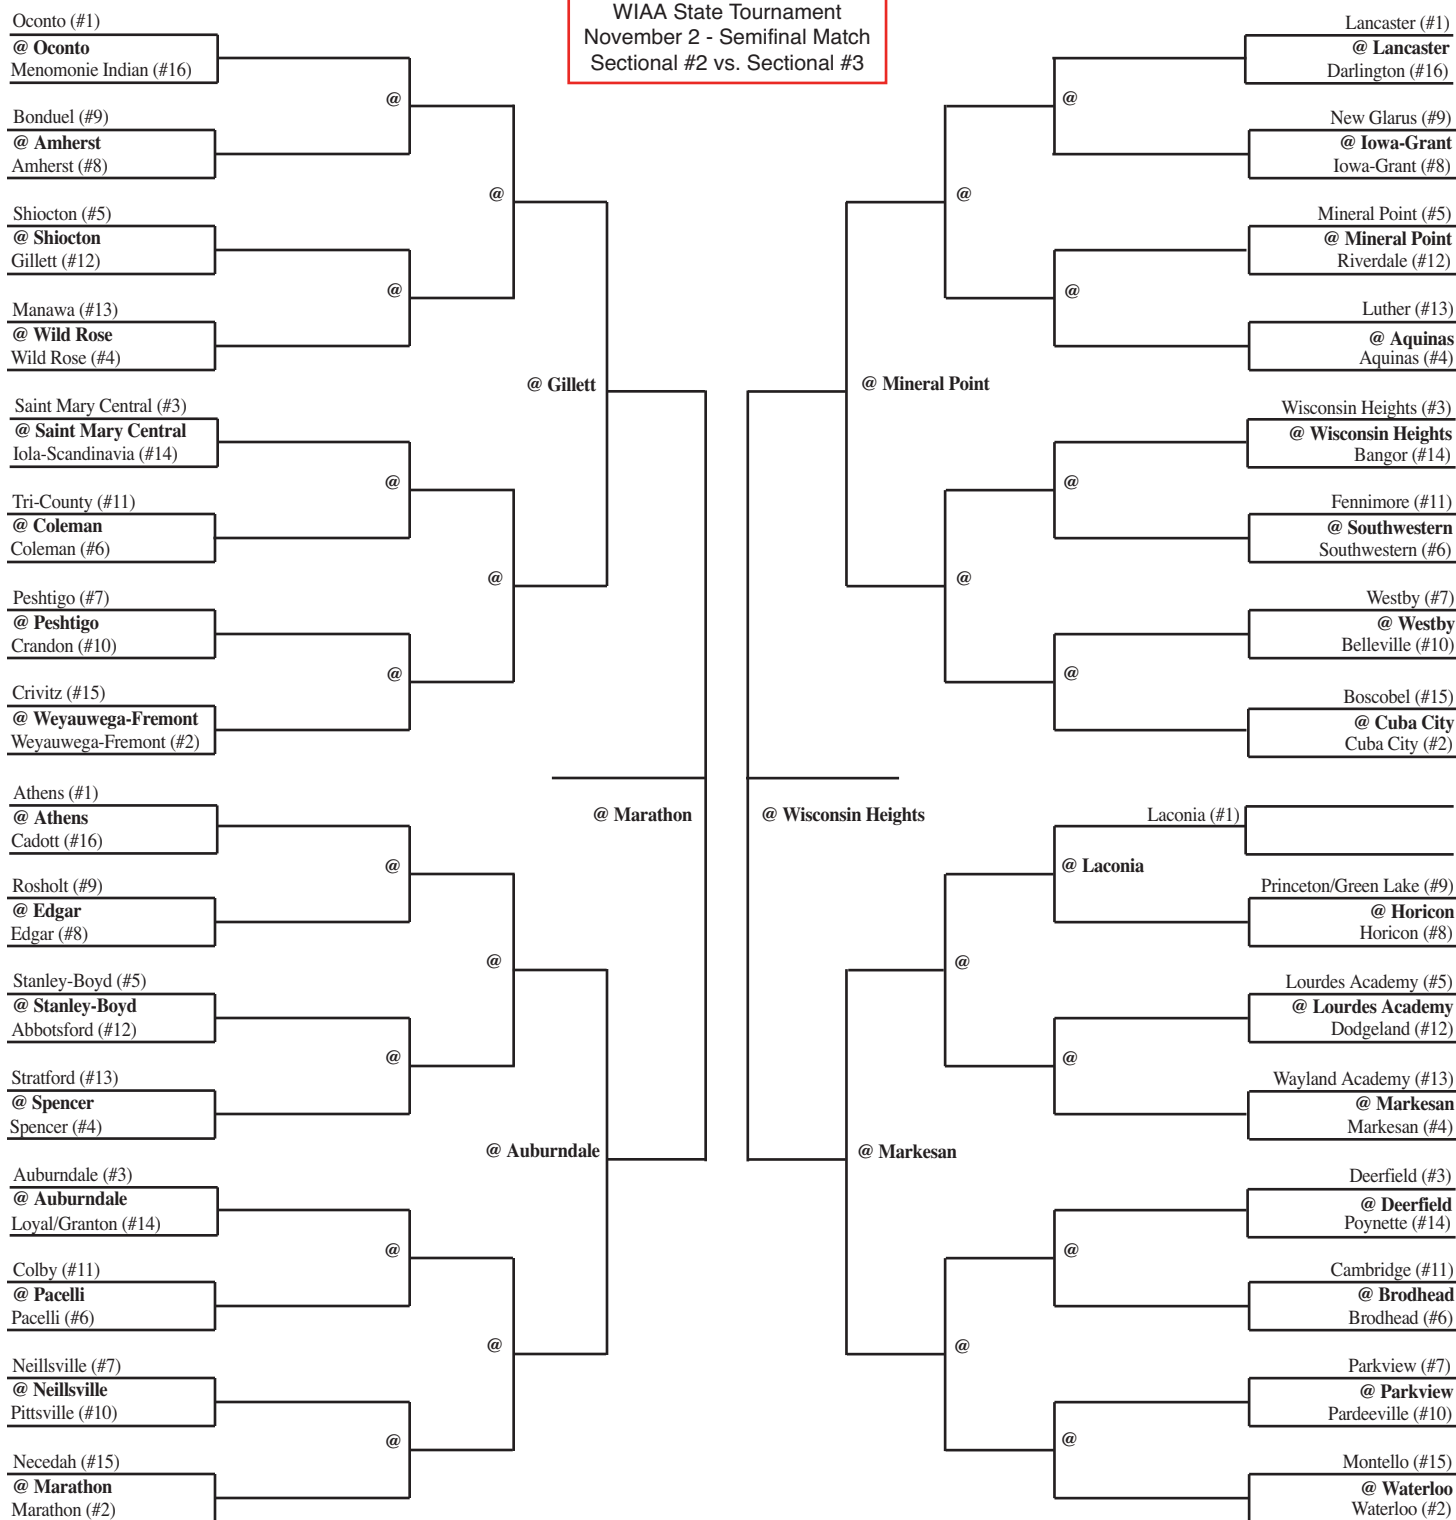 WIAA State Tournament
November 2 - Semifinal Match
Sectional #2 vs. Sectional #3
Oconto (#1)
@ Oconto
Menomonie Indian (#16)
@
Bonduel (#9)
@ Amherst
Amherst (#8)
@
Shiocton (#5)
@ Shiocton
Gillett (#12)
@
Manawa (#13)
@ Wild Rose
Wild Rose (#4)
@ Gillett
Saint Mary Central (#3)
@ Saint Mary Central
Iola-Scandinavia (#14)
@
Tri-County (#11)
@ Coleman
Coleman (#6)
@
Peshtigo (#7)
@ Peshtigo
Crandon (#10)
@
Crivitz (#15)
@ Weyauwega-Fremont
Weyauwega-Fremont (#2)
@ Marathon
Athens (#1)
@ Athens
Cadott (#16)
@
Rosholt (#9)
@ Edgar
Edgar (#8)
@
Stanley-Boyd (#5)
@ Stanley-Boyd
Abbotsford (#12)
@
Stratford (#13)
@ Spencer
Spencer (#4)
@ Auburndale
Auburndale (#3)
@ Auburndale
Loyal/Granton (#14)
@
Colby (#11)
@ Pacelli
Pacelli (#6)
@
Neillsville (#7)
@ Neillsville
Pittsville (#10)
@
Necedah (#15)
@ Marathon
Marathon (#2)
Lancaster (#1)
@ Lancaster
Darlington (#16)
@
New Glarus (#9)
@ Iowa-Grant
Iowa-Grant (#8)
@
Mineral Point (#5)
@ Mineral Point
Riverdale (#12)
@
Luther (#13)
@ Aquinas
Aquinas (#4)
@ Mineral Point
Wisconsin Heights (#3)
@ Wisconsin Heights
Bangor (#14)
@
Fennimore (#11)
@ Southwestern
Southwestern (#6)
@
Westby (#7)
@ Westby
Belleville (#10)
@
Boscobel (#15)
@ Cuba City
Cuba City (#2)
@ Wisconsin Heights
Laconia (#1)
@ Laconia
Princeton/Green Lake (#9)
@ Horicon
Horicon (#8)
@
Lourdes Academy (#5)
@ Lourdes Academy
Dodgeland (#12)
@
Wayland Academy (#13)
@ Markesan
Markesan (#4)
@ Markesan
Deerfield (#3)
@ Deerfield
Poynette (#14)
@
Cambridge (#11)
@ Brodhead
Brodhead (#6)
@
Parkview (#7)
@ Parkview
Pardeeville (#10)
@
Montello (#15)
@ Waterloo
Waterloo (#2)